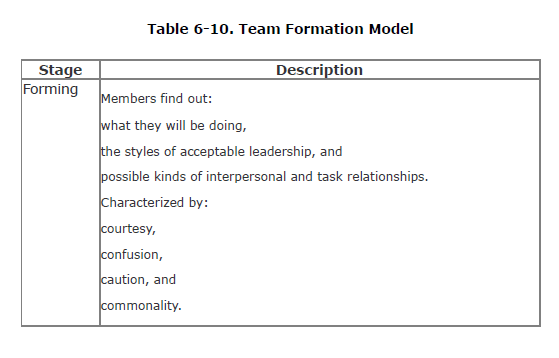 Table 6-10. Team Formation Model
Stage Description
Forming
Members find out:
what they will be doing,
the styles of acceptable leadership, and
possible kinds of interpersonal and task relationships.
Characterized by:
courtesy,
confusion,
caution, and
commonality.